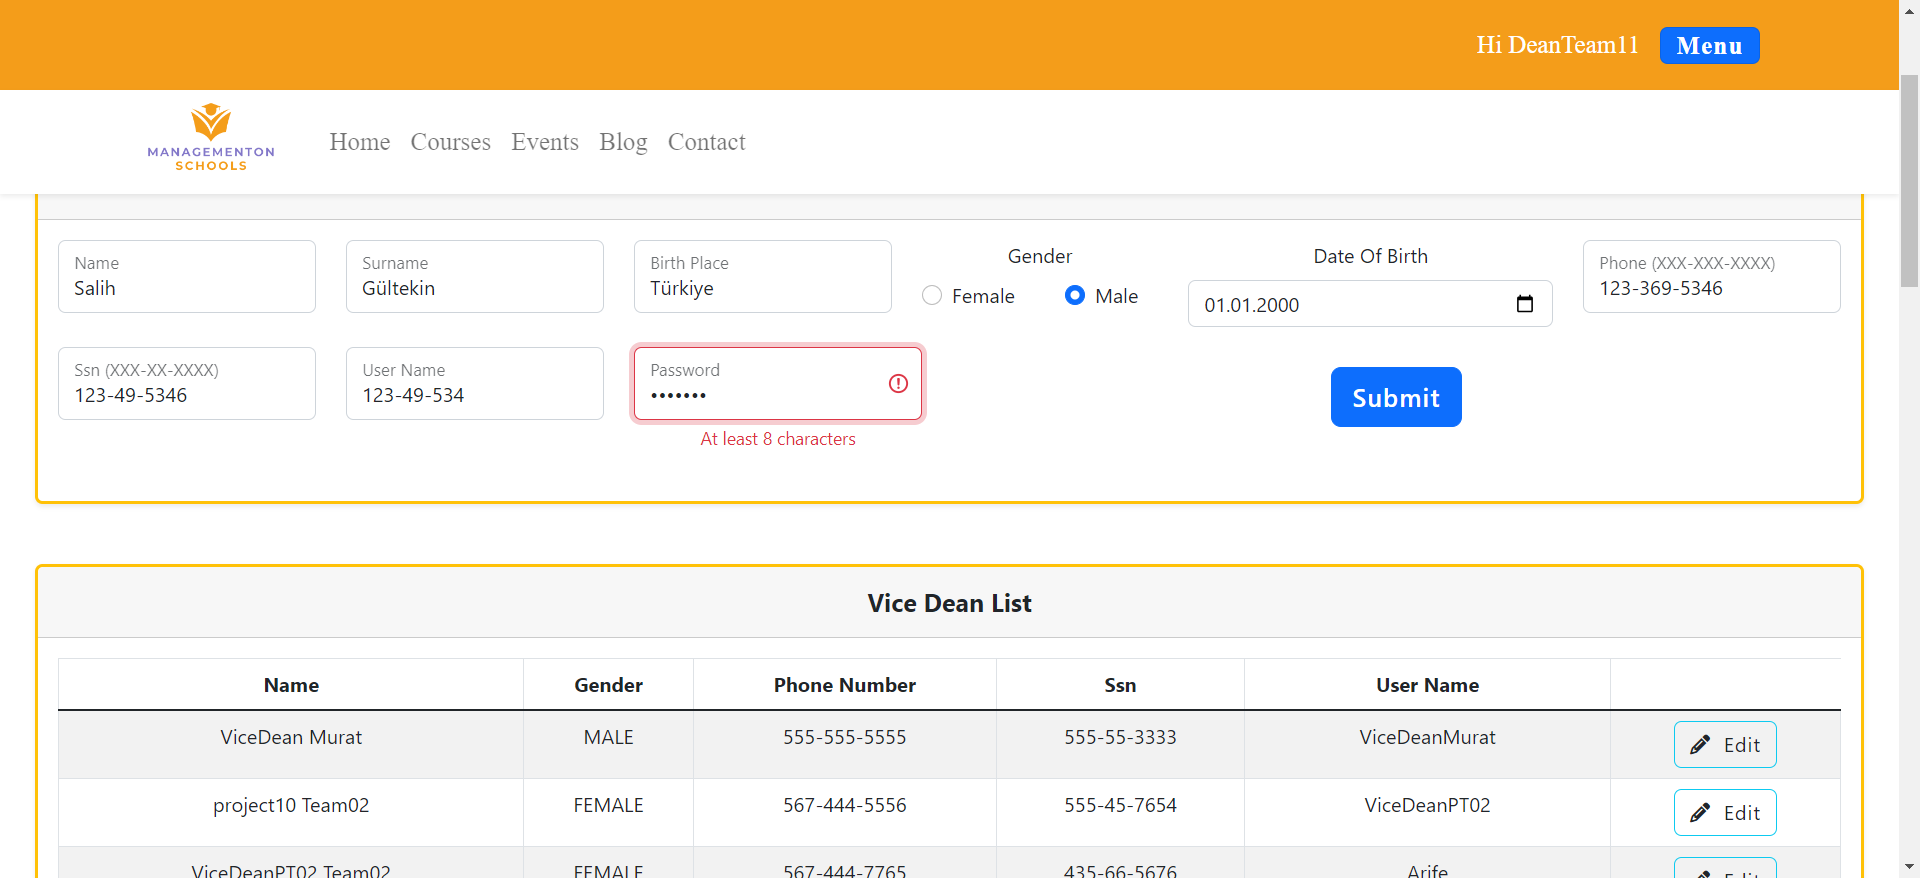 Hi DeanTeam11 Menu
MANAGEMENTON
SCHOOLS
Home Courses Events Blog Contact
Name
Salih
Surname
Gültekin
Birth Place
Türkiye
Gender
Female Male
Date Of Birth
01.01.2000
Phone (XXX-XXX-XXXX)
123-369-5346
Ssn (XXX-XX-XXXX)
123-49-5346
User Name
123-49-534
Password
•••••••
At least 8 characters
Submit
Vice Dean List
Name Gender Phone Number Ssn User Name
ViceDean Murat MALE 555-555-5555 555-55-3333 ViceDeanMurat Edit
project10 Team02 FEMALE 567-444-5556 555-45-7654 ViceDeanPT02 Edit
ViceDeanPT02 Team02 FEMALE 567-444-7765 435-66-5676 Arife Edit